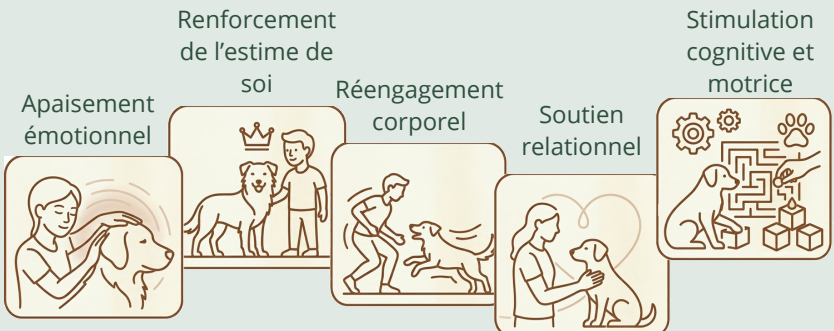 Apaisement
émotionnel
Renforcement
de l’estime de
soi
Réengagement
corporel
Soutien
relationnel
Stimulation
cognitive et
motrice